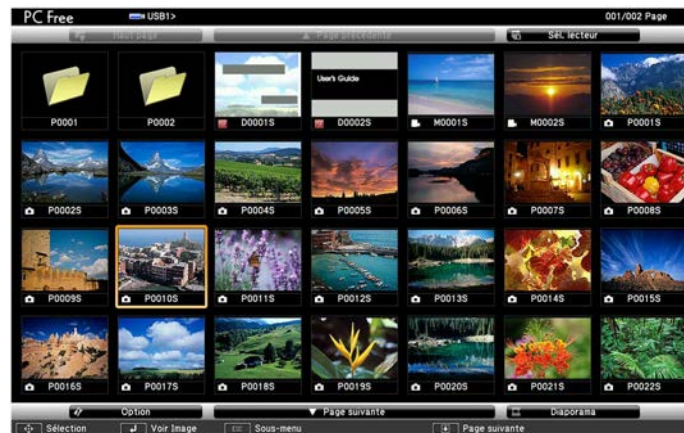 PC Free USB1> 001/002 Page
Haut page Page précédente Sél. lecteur
P0001 P0002 D0001S D0002S M0001S M0002S P0001S
User's Guide
P0002S P0003S P0004S P0005S P0006S P0007S P0008S
P0009S P0010S P0011S P0012S P0013S P0014S P0015S
P0016S P0017S P0018S P0019S P0020S P0021S P0022S
Option Page suivante Diaporama
Sélection Voir Image Esc Sous-menu Page suivante